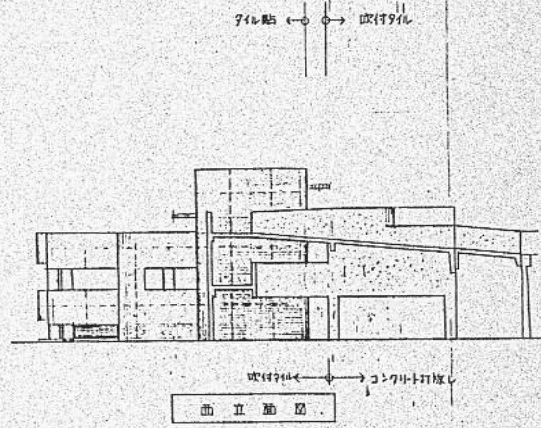 タイル貼 ←○ ○→ 吹付タイル
吹付タイル ←○→ コンクリート打放し
西立面図